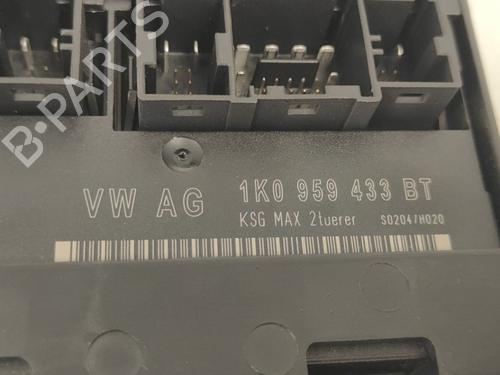 B-PARTS
VW AG 1K0 959 433 BT
KSG MAX 2tuerer S0204/H020